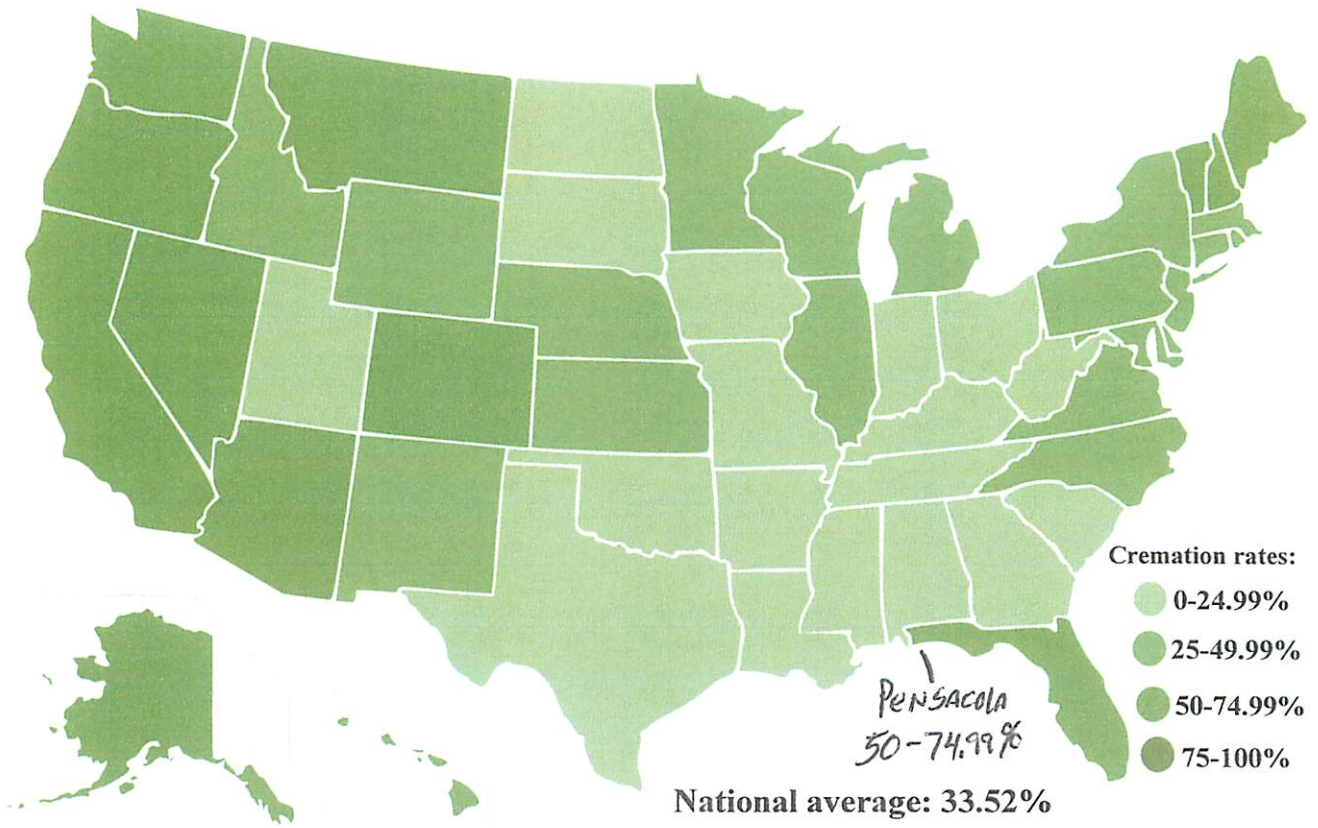 Cremation rates:
0-24.99%
25-49.99%
50-74.99%
75-100%
PeNSACOlA
50-74.99%
National average: 33.52%